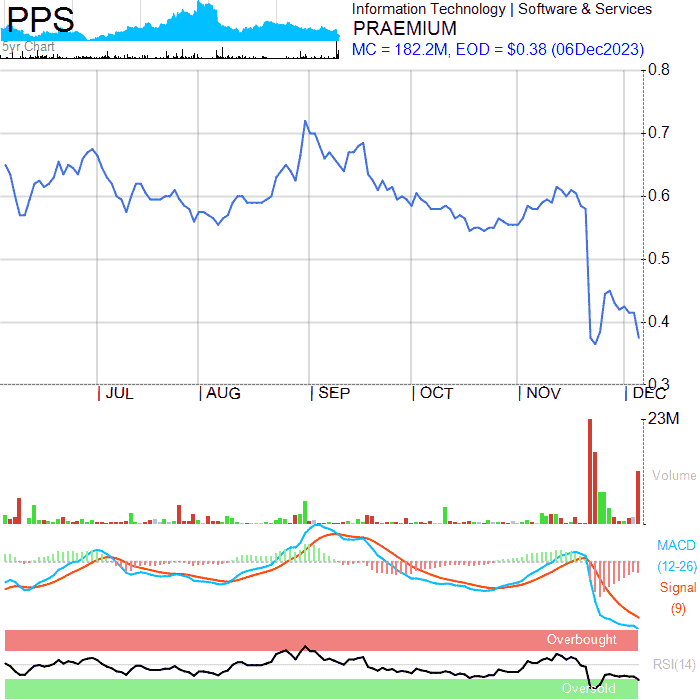 PPS
5yr Chart
Information Technology | Software & Services
PRAEMIUM
MC = 182.2M, EOD = $0.38 (06Dec2023)
0.8
0.7
0.6
0.5
0.4
0.3
JUL AUG SEP OCT NOV DEC
23M
Volume
MACD
(12-26)
Signal
(9)
Overbought
RSI(14)
Oversold